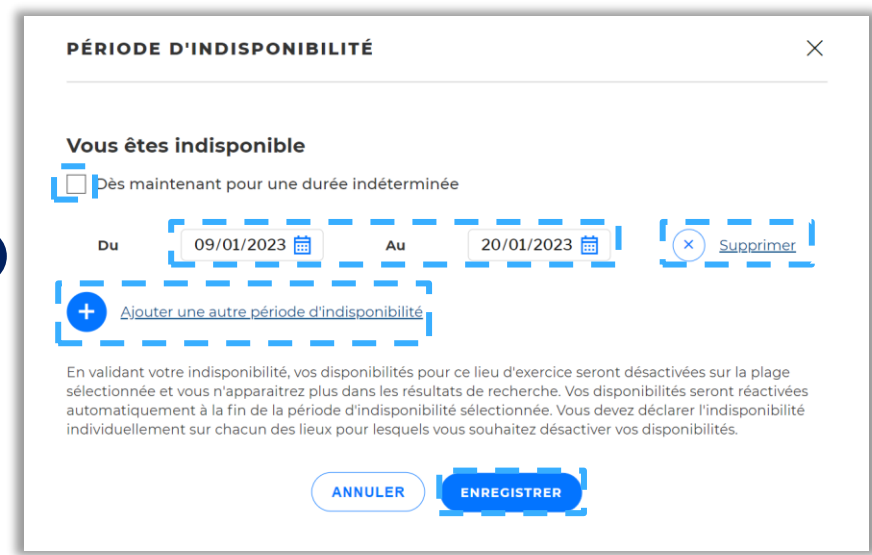 PÉRIODE D'INDISPONIBILITÉ
Vous êtes indisponible
Dès maintenant pour une durée indéterminée
Du 09/01/2023 Au 20/01/2023 Supprimer
Ajouter une autre période d'indisponibilité
En validant votre indisponibilité, vos disponibilités pour ce lieu d'exercice seront désactivées sur la plage
sélectionnée et vous n'apparaitrez plus dans les résultats de recherche. Vos disponibilités seront réactivées
automatiquement à la fin de la période d'indisponibilité sélectionnée. Vous devez déclarer l'indisponibilité
individuellement sur chacun des lieux pour lesquels vous souhaitez désactiver vos disponibilités.
ANNULER ENREGISTRER